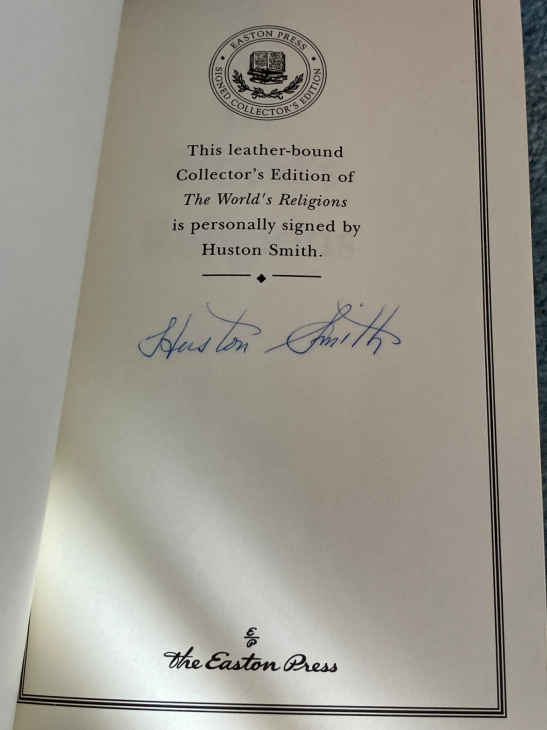 EASTON PRESS
SIGNED COLLECTOR'S EDITION
This leather-bound
Collector's Edition of
The World's Religions
is personally signed by
Huston Smith.
Huston Smith
E
P
the Easton Press